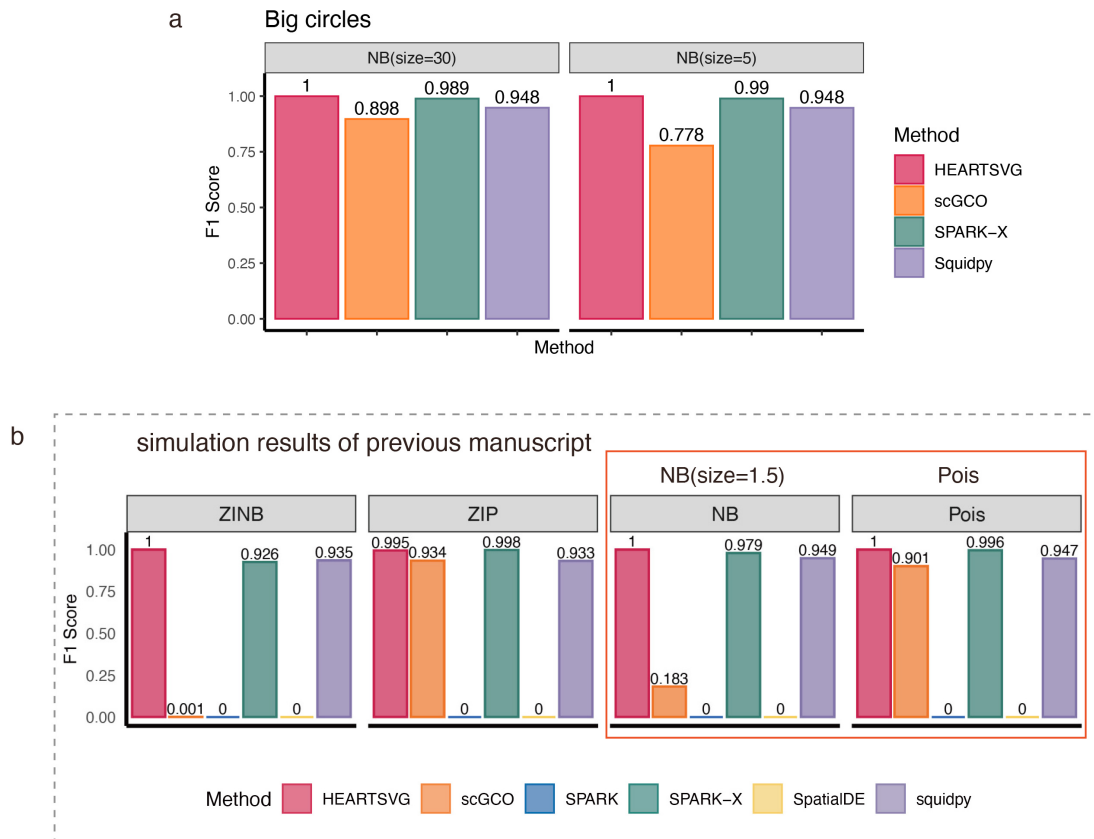 a
Big circles
NB(size=30)
NB(size=5)
1
0.898
0.989
0.948
1
0.778
0.99
0.948
1.00
0.75
0.50
0.25
0.00
F1 Score
Method
Method
HEARTSVG
scGCO
SPARK−X
Squidpy
b
simulation results of previous manuscript
NB(size=1.5)
Pois
ZINB
ZIP
NB
Pois
1
0.001
0
0.926
0
0.935
0.995
0.934
0
0.998
0
0.933
1
0.183
0
0.979
0
0.949
1
0.901
0
0.996
0
0.947
1.00
0.75
0.50
0.25
0.00
F1 Score
Method
HEARTSVG
scGCO
SPARK
SPARK−X
SpatialDE
squidpy